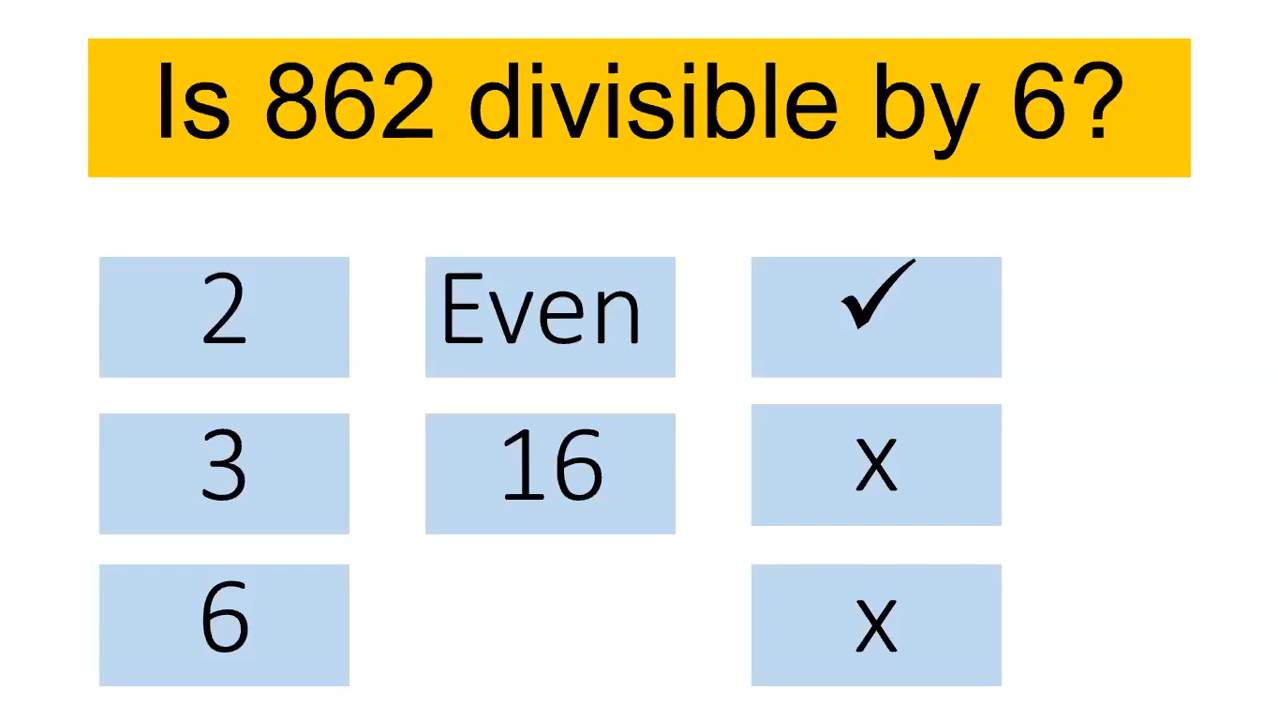 Is 862 divisible by 6?
2 Even ✓
3 16 x
6 x